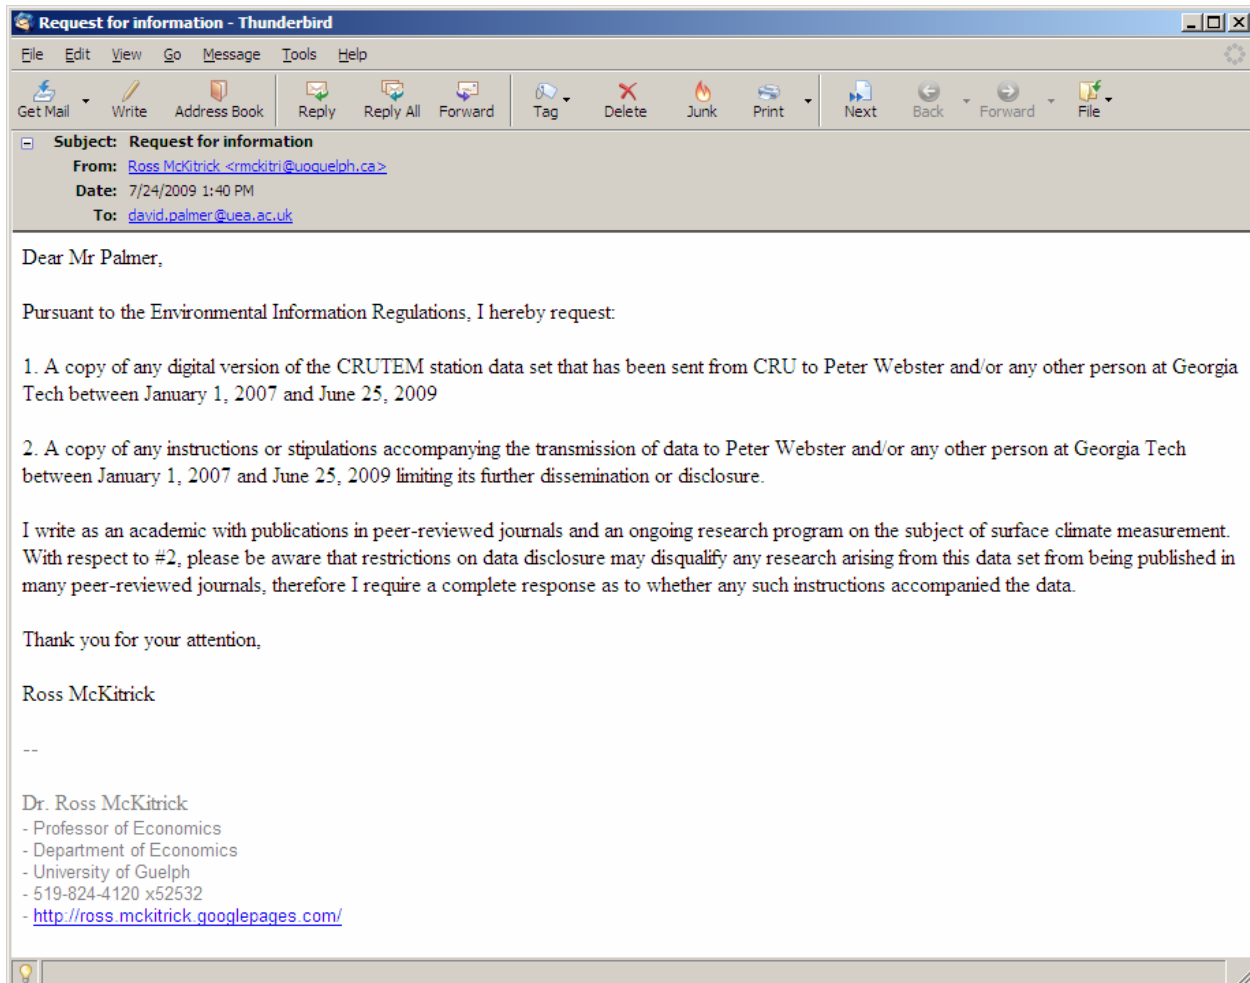 Request for information - Thunderbird
File Edit View Go Message Tools Help
Get Mail Write Address Book Reply Reply All Forward Tag Delete Junk Print Next Back Forward File
Subject: Request for information
From: Ross McKitrick <rmckitri@uoguelph.ca>
Date: 7/24/2009 1:40 PM
To: david.palmer@uea.ac.uk
Dear Mr Palmer,
Pursuant to the Environmental Information Regulations, I hereby request:
1. A copy of any digital version of the CRUTEM station data set that has been sent from CRU to Peter Webster and/or any other person at Georgia
Tech between January 1, 2007 and June 25, 2009
2. A copy of any instructions or stipulations accompanying the transmission of data to Peter Webster and/or any other person at Georgia Tech
between January 1, 2007 and June 25, 2009 limiting its further dissemination or disclosure.
I write as an academic with publications in peer-reviewed journals and an ongoing research program on the subject of surface climate measurement.
With respect to #2, please be aware that restrictions on data disclosure may disqualify any research arising from this data set from being published in
many peer-reviewed journals, therefore I require a complete response as to whether any such instructions accompanied the data.
Thank you for your attention,
Ross McKitrick
--
Dr. Ross McKitrick
- Professor of Economics
- Department of Economics
- University of Guelph
- 519-824-4120 x52532
- http://ross.mckitrick.googlepages.com/